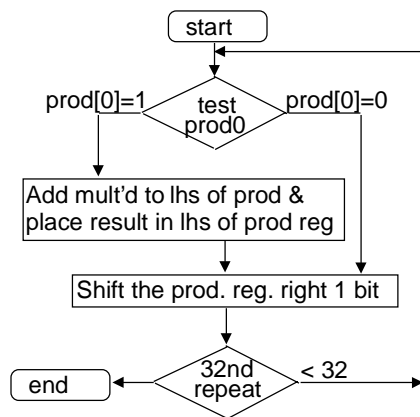 start
prod[0]=1
test
prod0
prod[0]=0
Add mult'd to lhs of prod &
place result in lhs of prod reg
Shift the prod. reg. right 1 bit
end
32nd
repeat
< 32